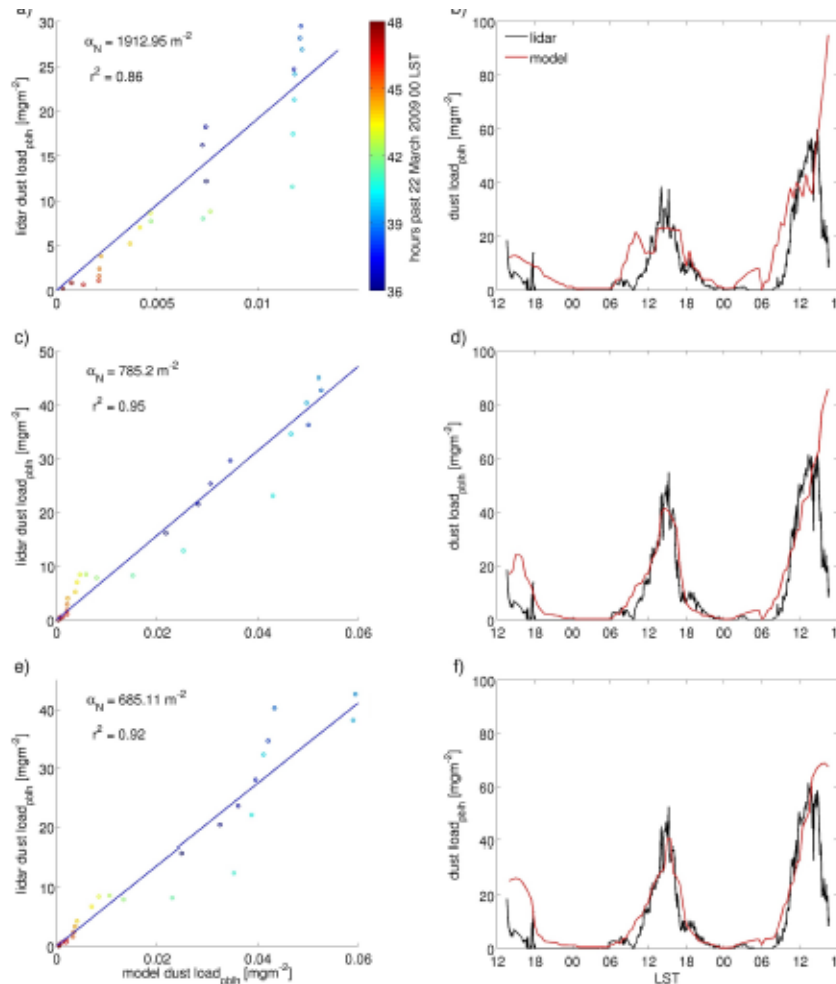 a)
α_N = 1912.95 m⁻²
r² = 0.86
lidar dust load_pblh [mgm⁻²]
30
25
20
15
10
5
0
0.005
0.01
48
45
42
39
36
hours past 22 March 2009 00 LST
b)
lidar
model
dust load_pblh [mgm⁻²]
100
80
60
40
20
0
12 18 00 06 12 18 00 06 12
c)
α_N = 785.2 m⁻²
r² = 0.95
lidar dust load_pblh [mgm⁻²]
50
40
30
20
10
0
0 0.02 0.04 0.06
d)
dust load_pblh [mgm⁻²]
100
80
60
40
20
0
12 18 00 06 12 18 00 06 12
e)
α_N = 685.11 m⁻²
r² = 0.92
lidar dust load_pblh [mgm⁻²]
40
30
20
10
0
0 0.02 0.04 0.06
model dust load_pblh [mgm⁻²]
f)
dust load_pblh [mgm⁻²]
100
80
60
40
20
0
12 18 00 06 12 18 00 06 12
LST